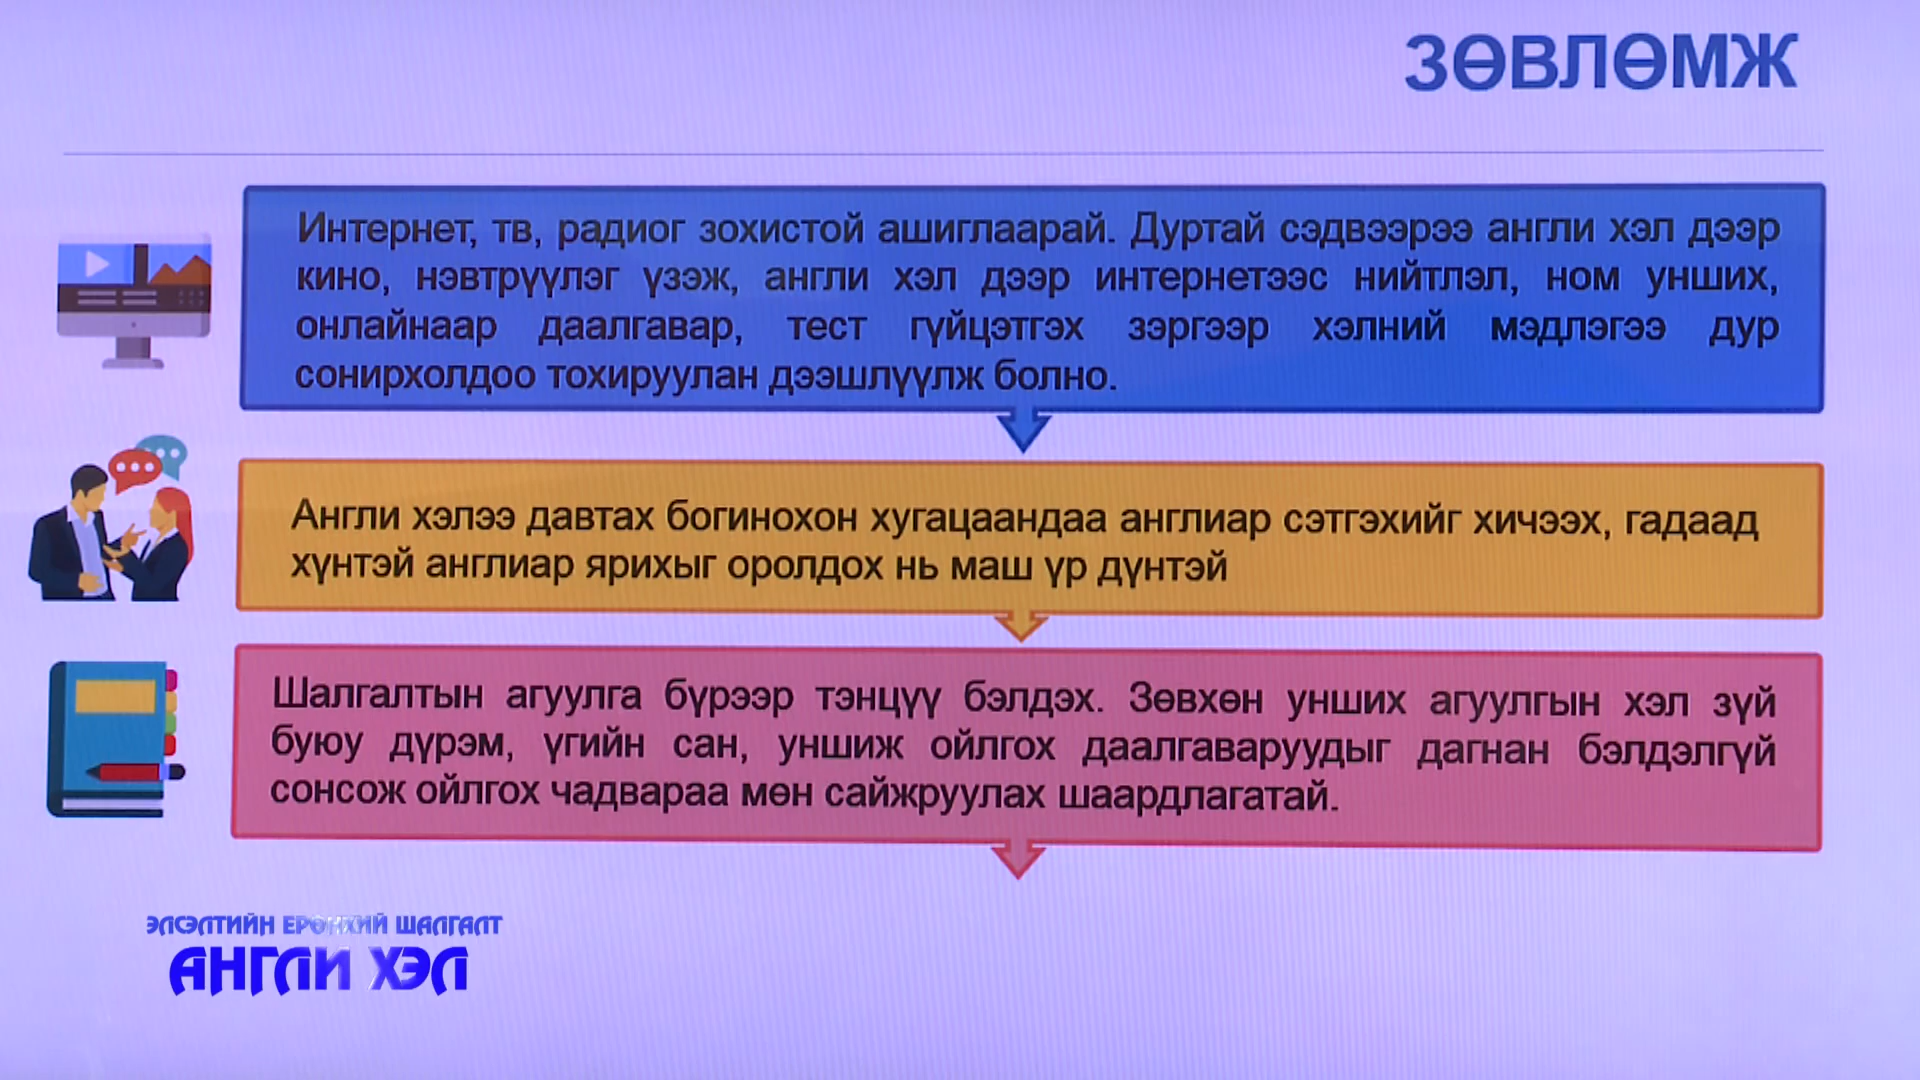 ЗӨВЛӨМЖ
Интернет, тв, радиог зохистой ашиглаарай. Дуртай сэдвээрээ англи хэл дээр
кино, нэвтрүүлэг үзэж, англи хэл дээр интернетээс нийтлэл, ном унших,
онлайнаар даалгавар, тест гүйцэтгэх зэргээр хэлний мэдлэгээ дур
сонирхолдоо тохируулан дээшлүүлж болно.
Англи хэлээ давтах богинохон хугацаандаа англиар сэтгэхийг хичээх, гадаад
хүнтэй англиар ярихыг оролдох нь маш үр дүнтэй
Шалгалтын агуулга бүрээр тэнцүү бэлдэх. Зөвхөн унших агуулгын хэл зүй
буюу дүрэм, үгийн сан, уншиж ойлгох даалгаваруудыг дагнан бэлдэлгүй
сонсож ойлгох чадвараа мөн сайжруулах шаардлагатай.
ЭЛСЭЛТИЙН ЕРӨНХИЙ ШАЛГАЛТ
АНГЛИ ХЭЛ